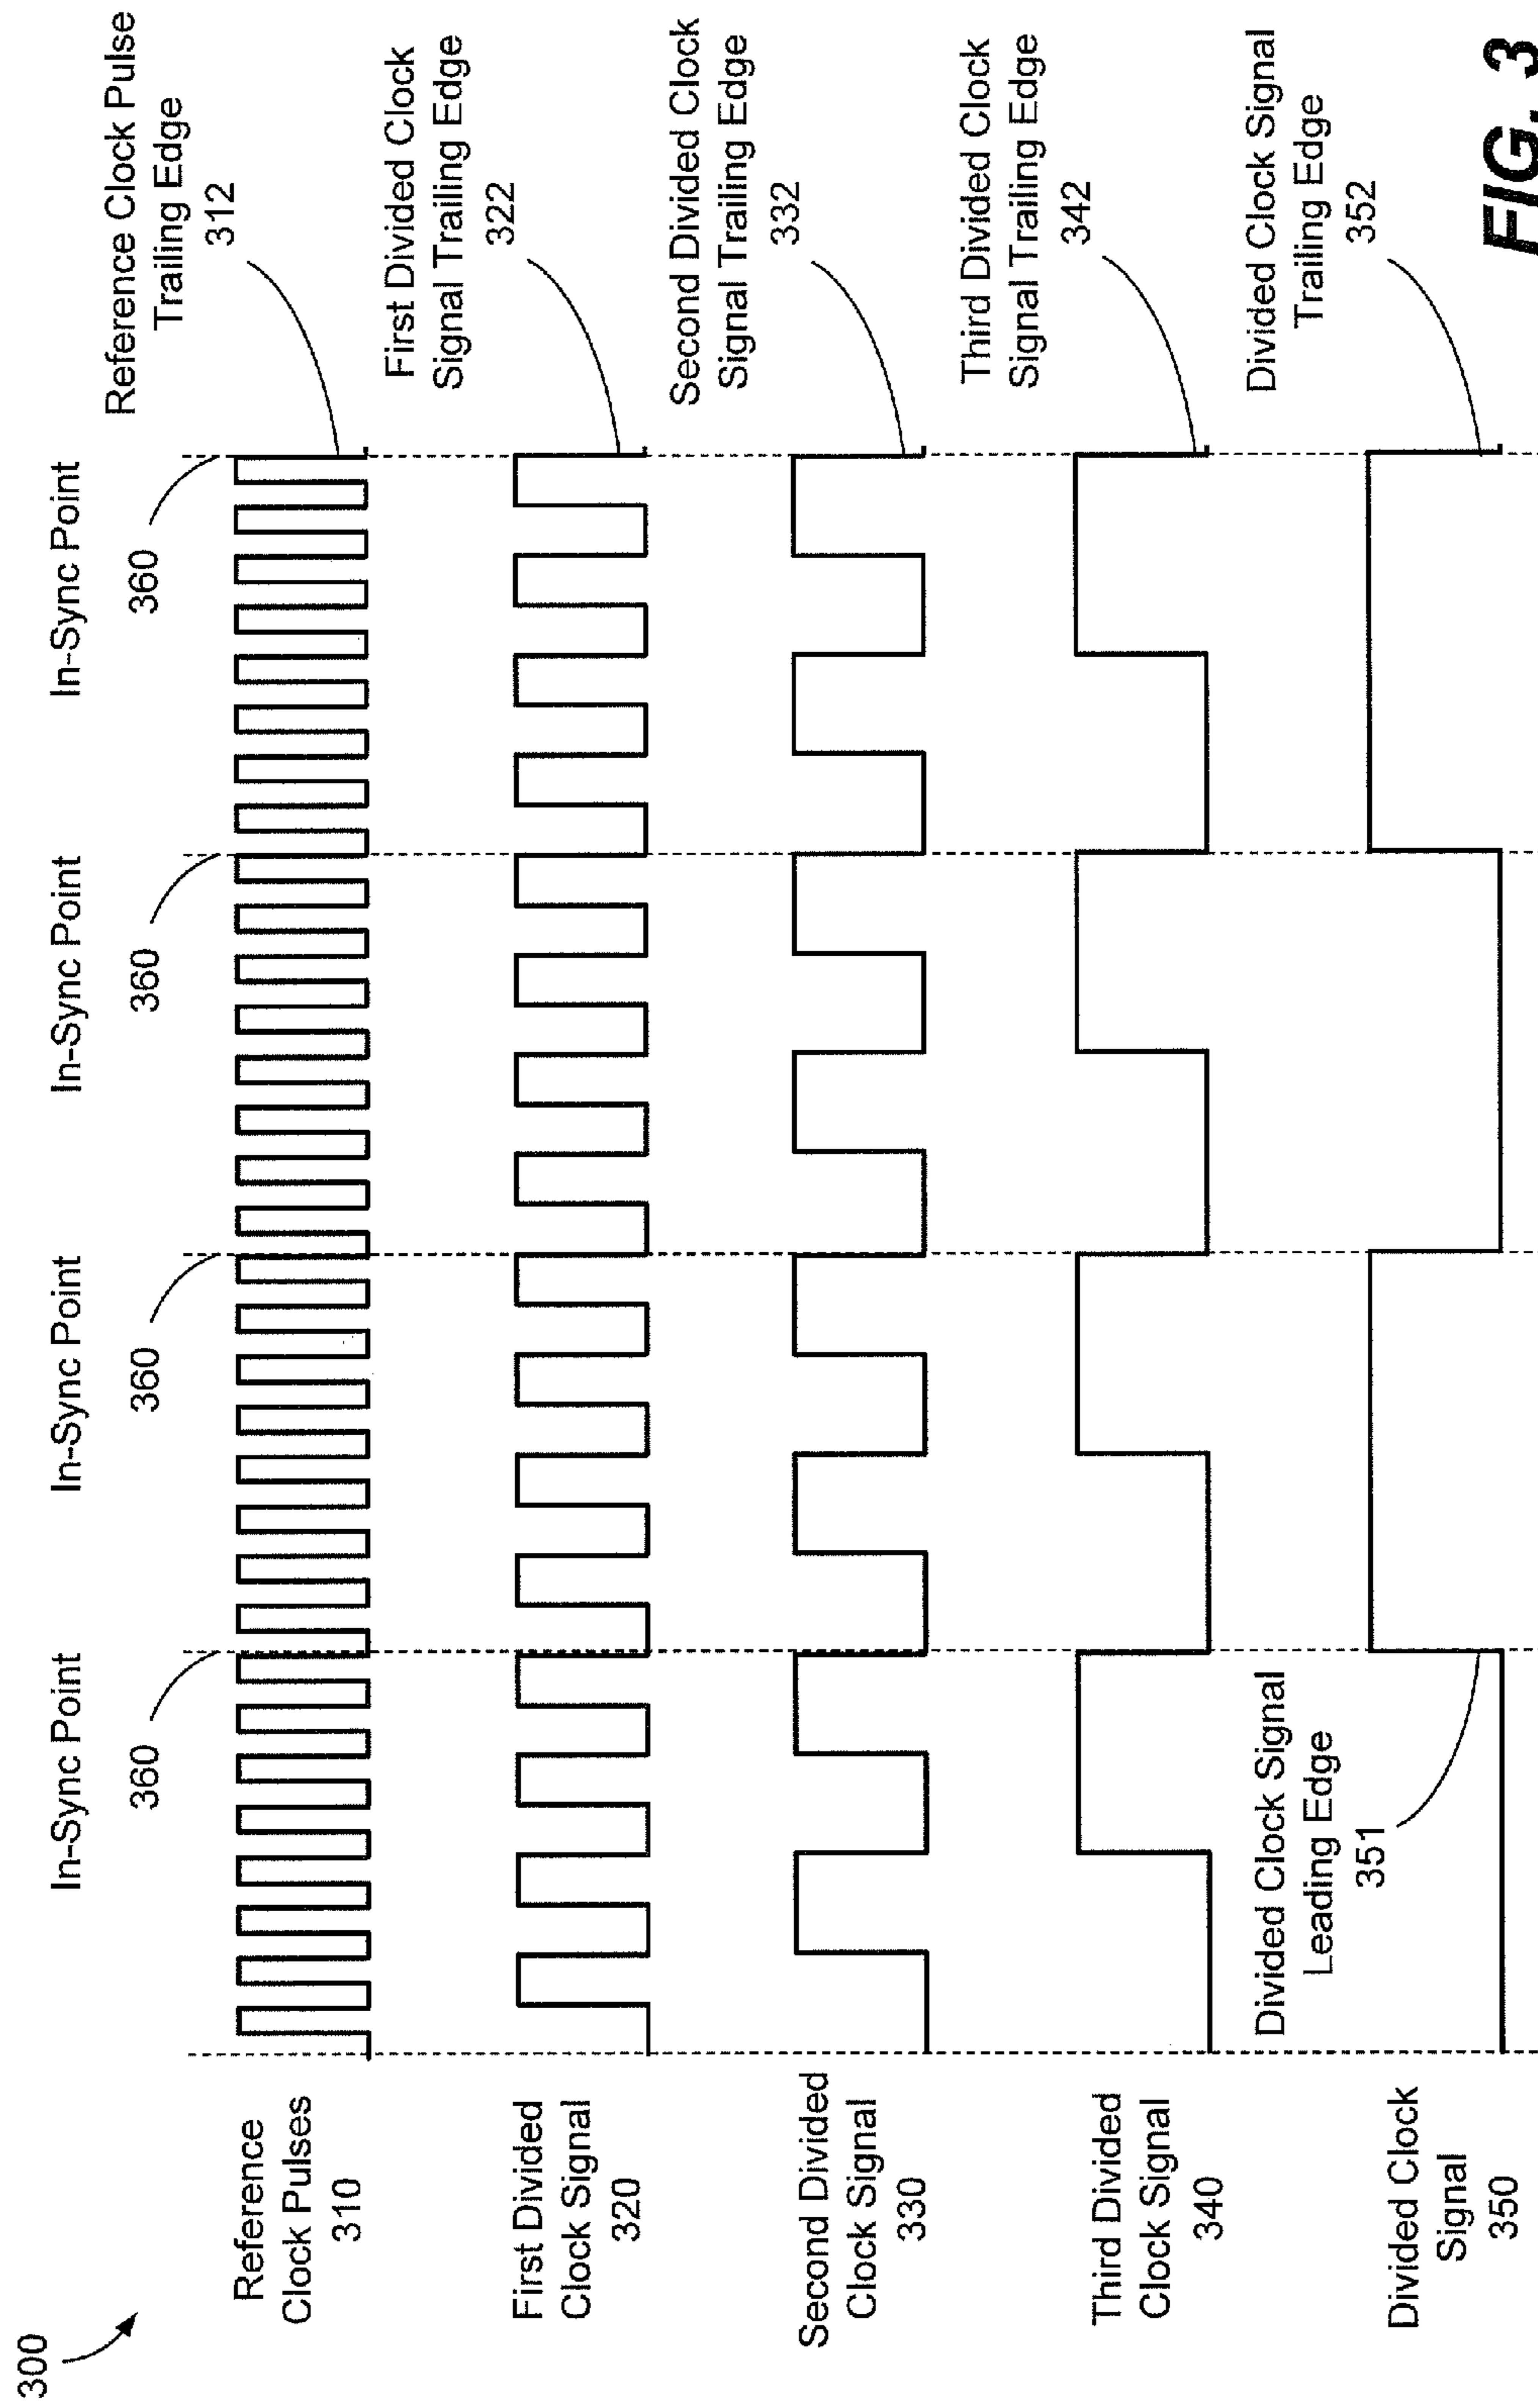 300
In-Sync Point
360
In-Sync Point
360
In-Sync Point
360
In-Sync Point
360
Reference
Clock Pulses
310
Reference Clock Pulse
Trailing Edge
312
First Divided
Clock Signal
320
First Divided Clock
Signal Trailing Edge
322
Second Divided
Clock Signal
330
Second Divided Clock
Signal Trailing Edge
332
Third Divided
Clock Signal
340
Third Divided Clock
Signal Trailing Edge
342
Divided Clock Signal
Leading Edge
351
Divided Clock
Signal
350
Divided Clock Signal
Trailing Edge
352
FIG. 3